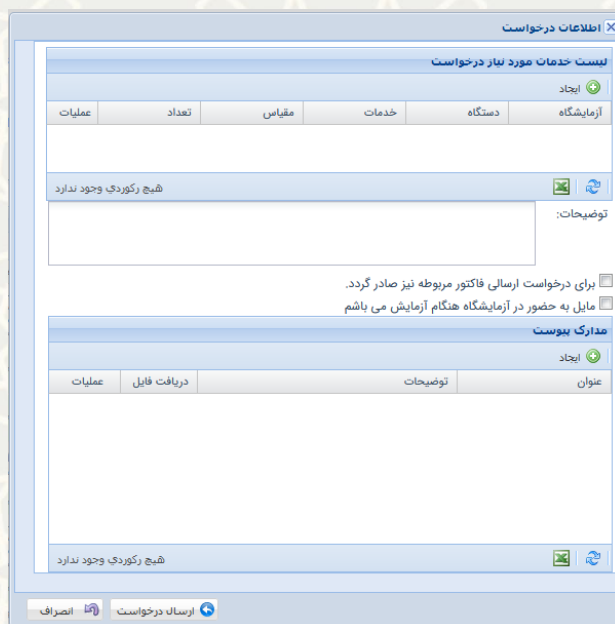 اطلاعات درخواست
لیست خدمات مورد نیاز درخواست
ایجاد
آزمایشگاه دستگاه خدمات مقیاس تعداد عملیات
هیچ رکوردي وجود ندارد
توضیحات:
برای درخواست ارسالی فاکتور مربوطه نیز صادر گردد.
مایل به حضور در آزمایشگاه هنگام آزمایش می باشم
مدارک پیوست
ایجاد
عنوان توضیحات دریافت فایل عملیات
هیچ رکوردي وجود ندارد
ارسال درخواست انصراف